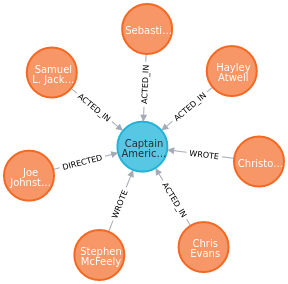 Sebasti...
Samuel
L. Jack...
Hayley
Atwell
ACTED_IN
ACTED_IN
ACTED_IN
Captain
Americ...
WROTE
Christo...
DIRECTED
Joe
Johnst...
WROTE
ACTED_IN
Stephen
McFeely
Chris
Evans